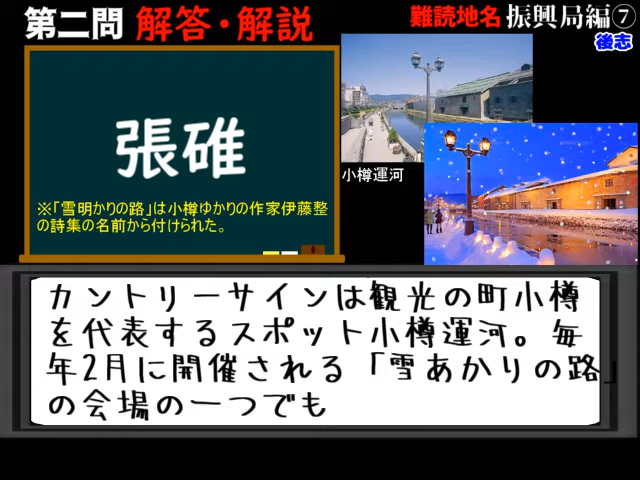 第二問 解答・解説
難読地名 振興局編⑦
後志
張碓
※「雪明かりの路」は小樽ゆかりの作家伊藤整
の詩集の名前から付けられた。
小樽運河
カントリーサインは観光の町小樽
を代表するスポット小樽運河。毎
年2月に開催される「雪あかりの路」
の会場の一つでも